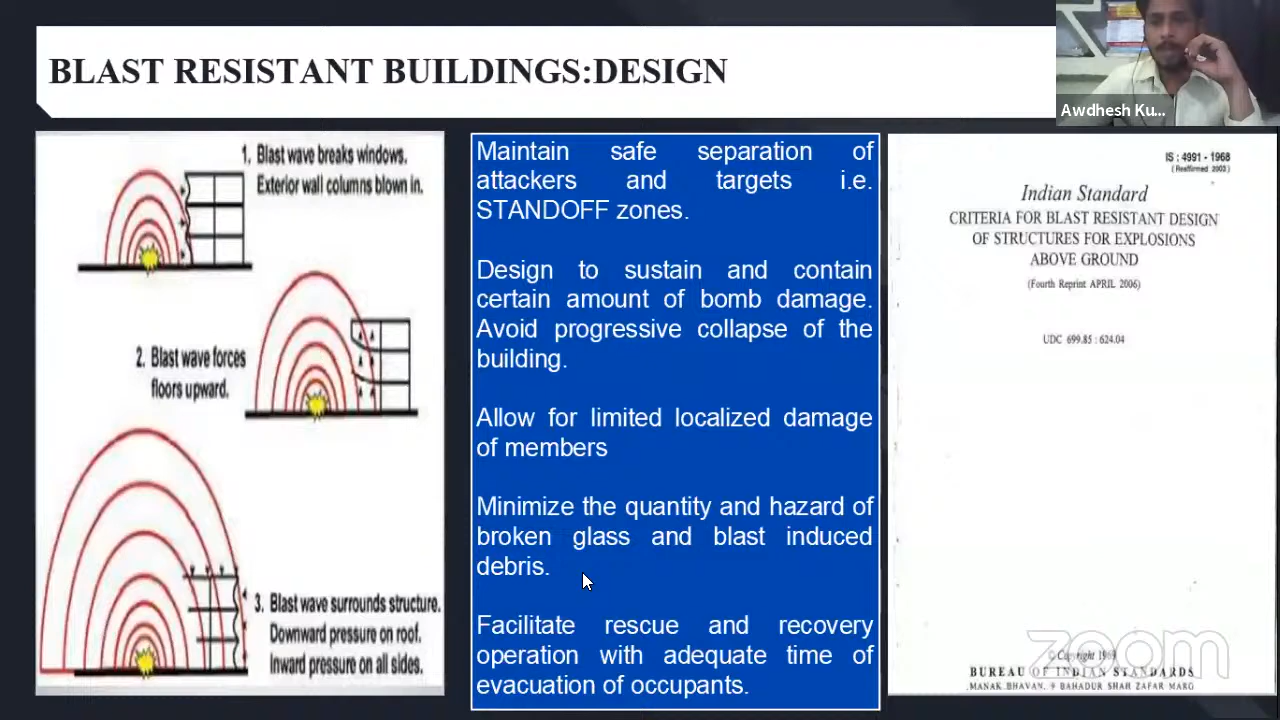 BLAST RESISTANT BUILDINGS:DESIGN
Awdhesh Ku...
1. Blast wave breaks windows.
Exterior wall columns blown in.
2. Blast wave forces
floors upward.
3. Blast wave surrounds structure.
Downward pressure on roof.
Inward pressure on all sides.
Maintain safe separation of
attackers and targets i.e.
STANDOFF zones.
Design to sustain and contain
certain amount of bomb damage.
Avoid progressive collapse of the
building.
Allow for limited localized damage
of members
Minimize the quantity and hazard of
broken glass and blast induced
debris.
Facilitate rescue and recovery
operation with adequate time of
evacuation of occupants.
IS : 4991 - 1968
( Reaffirmed 2003 )
Indian Standard
CRITERIA FOR BLAST RESISTANT DESIGN
OF STRUCTURES FOR EXPLOSIONS
ABOVE GROUND
(Fourth Reprint APRIL 2006)
UDC 699.85 : 624.04
zoom
© Copyright 1969
BUREAU OF INDIAN STANDARDS
MANAK BHAVAN, 9 BAHADUR SHAH ZAFAR MARG